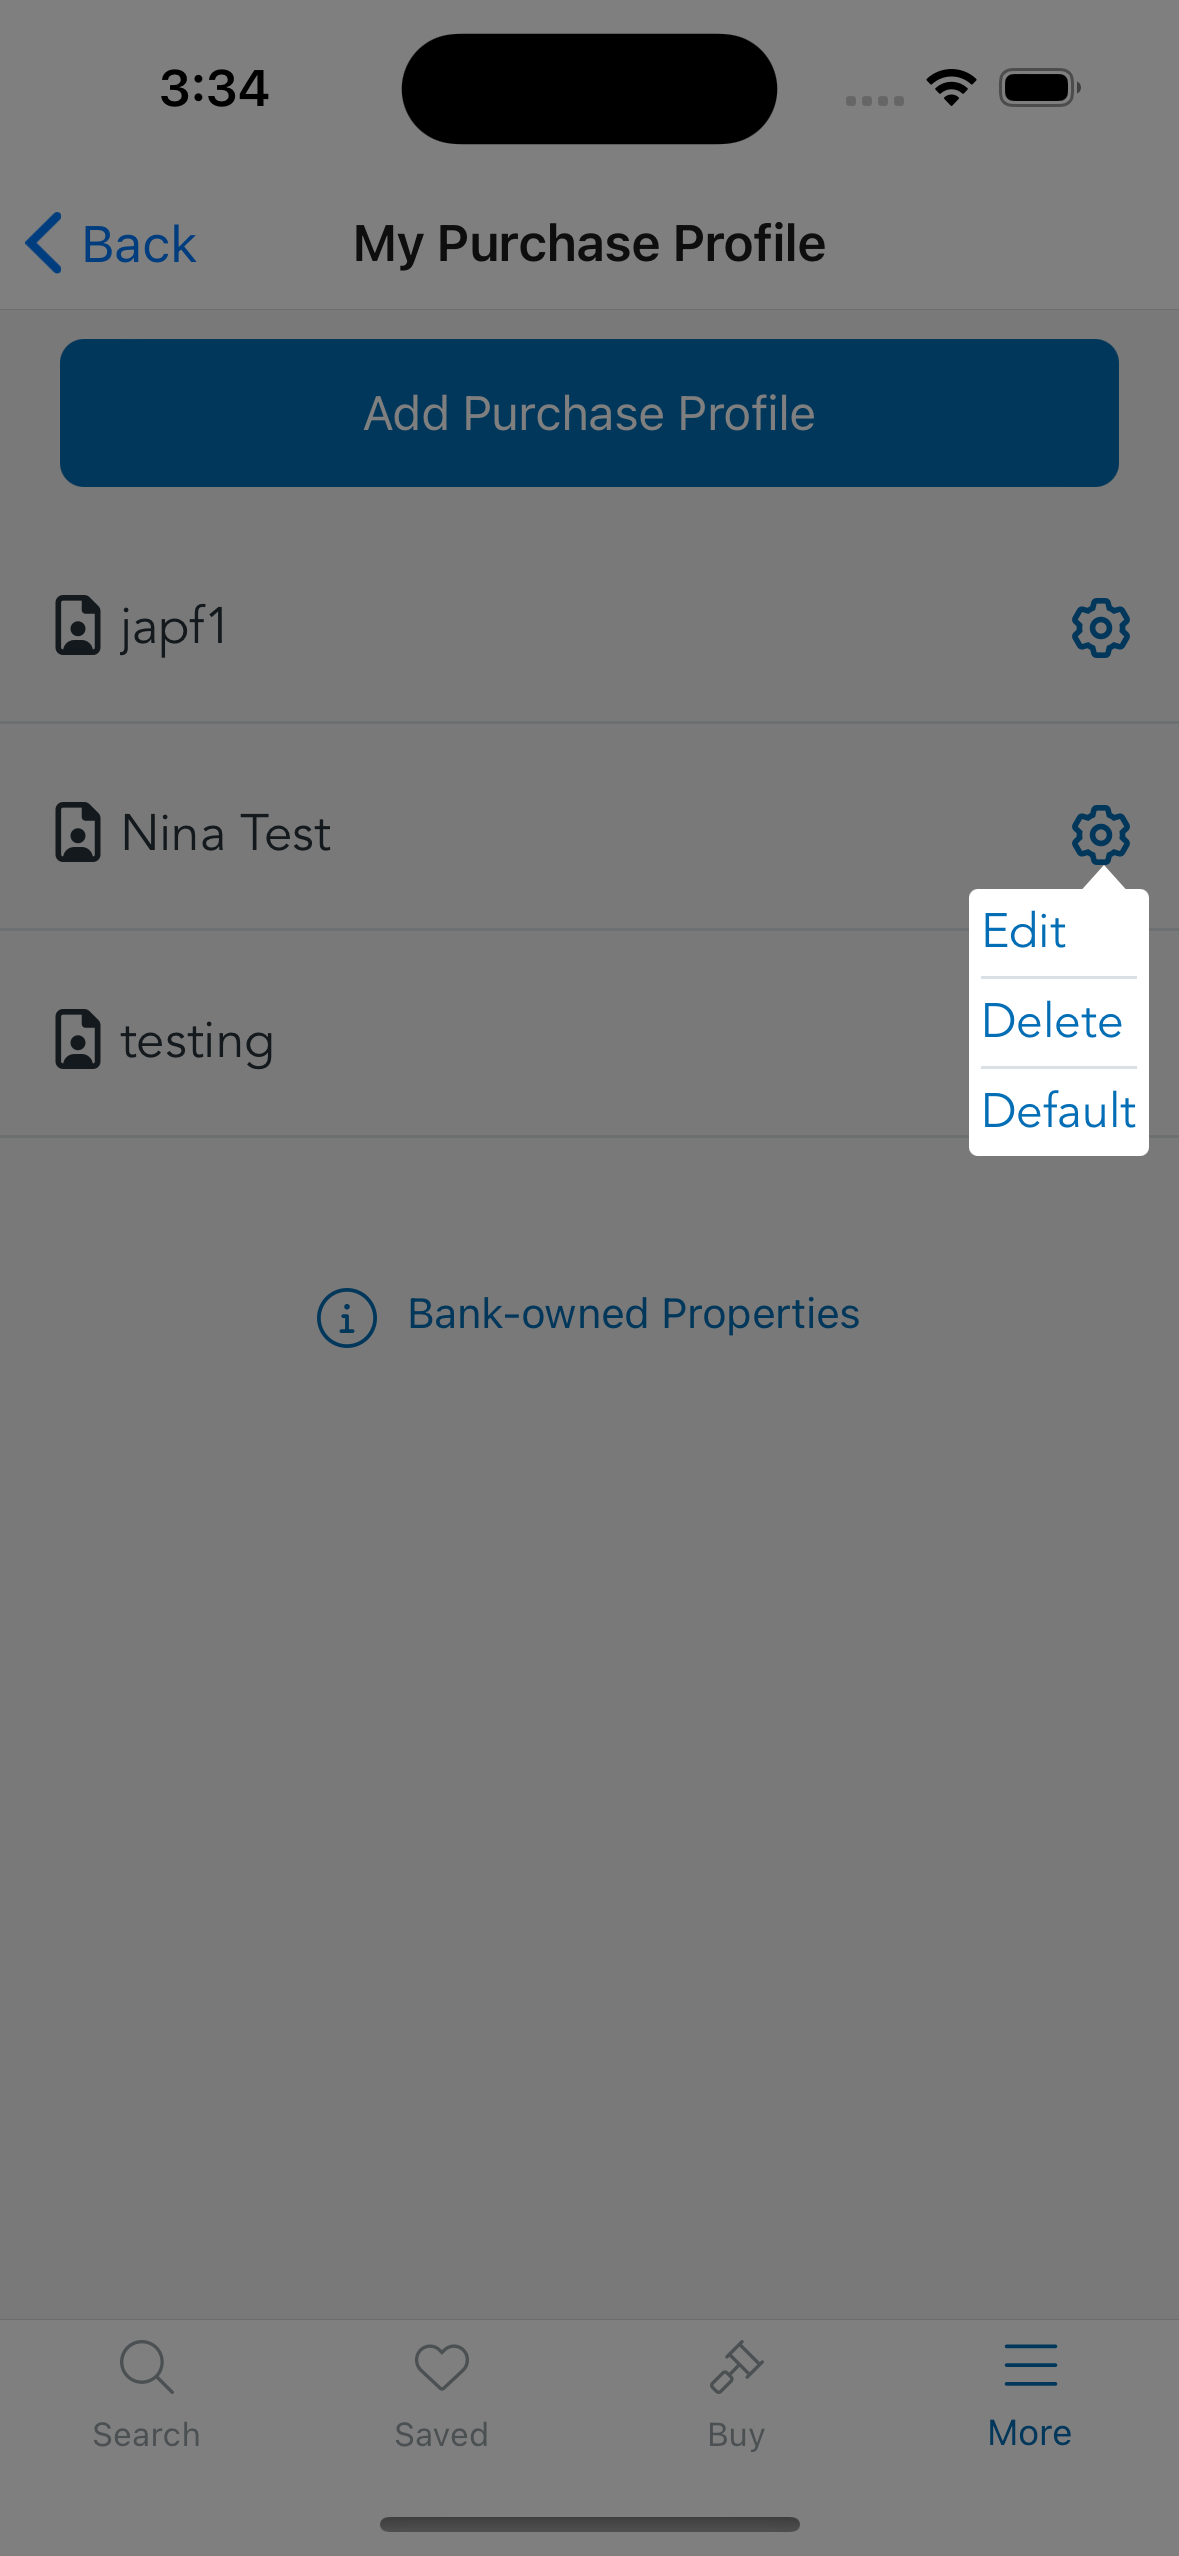 3:34
Back
My Purchase Profile
Add Purchase Profile
japf1
Nina Test
Edit
Delete
testing
Default
Bank-owned Properties
Search
Saved
Buy
More